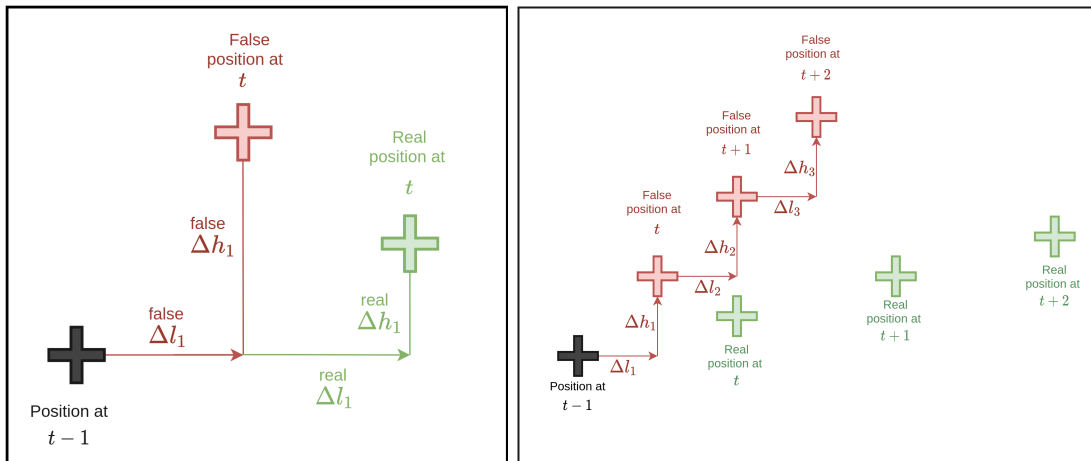 False
position at
t
Real
position at
t
false
Δh₁
false
Δl₁
real
Δh₁
real
Δl₁
Position at
t − 1
False
position at
t + 2
False
position at
t + 1
False
position at
t
Δh₃
Δl₃
Δh₂
Δl₂
Δh₁
Δl₁
Position at
t − 1
Real
position at
t
Real
position at
t + 1
Real
position at
t + 2